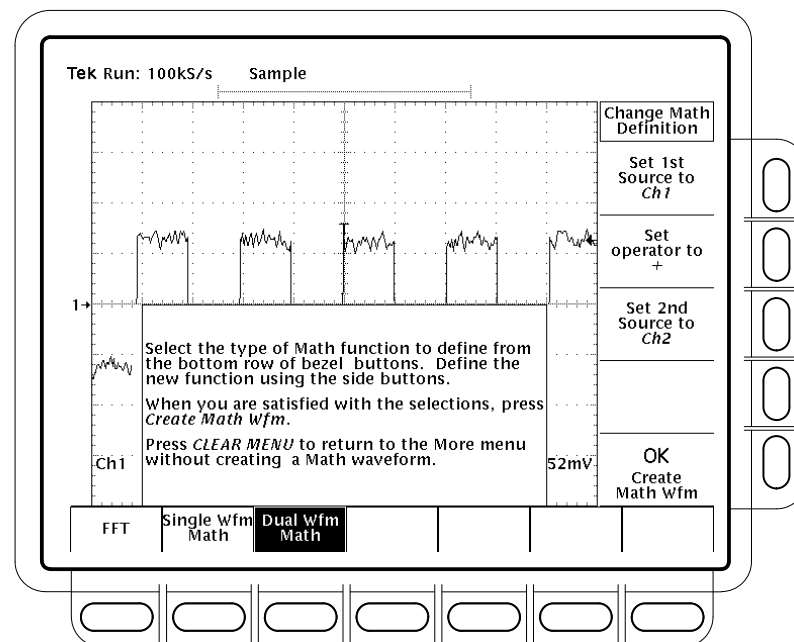 Tek Run: 100kS/s Sample
Change Math
Definition
Set 1st
Source to
Ch1
Set
operator to
+
Set 2nd
Source to
Ch2
1
Select the type of Math function to define from
the bottom row of bezel buttons. Define the
new function using the side buttons.
When you are satisfied with the selections, press
Create Math Wfm.
Press CLEAR MENU to return to the More menu
without creating a Math waveform.
Ch1
52mV
OK
Create
Math Wfm
FFT
Single Wfm
Math
Dual Wfm
Math